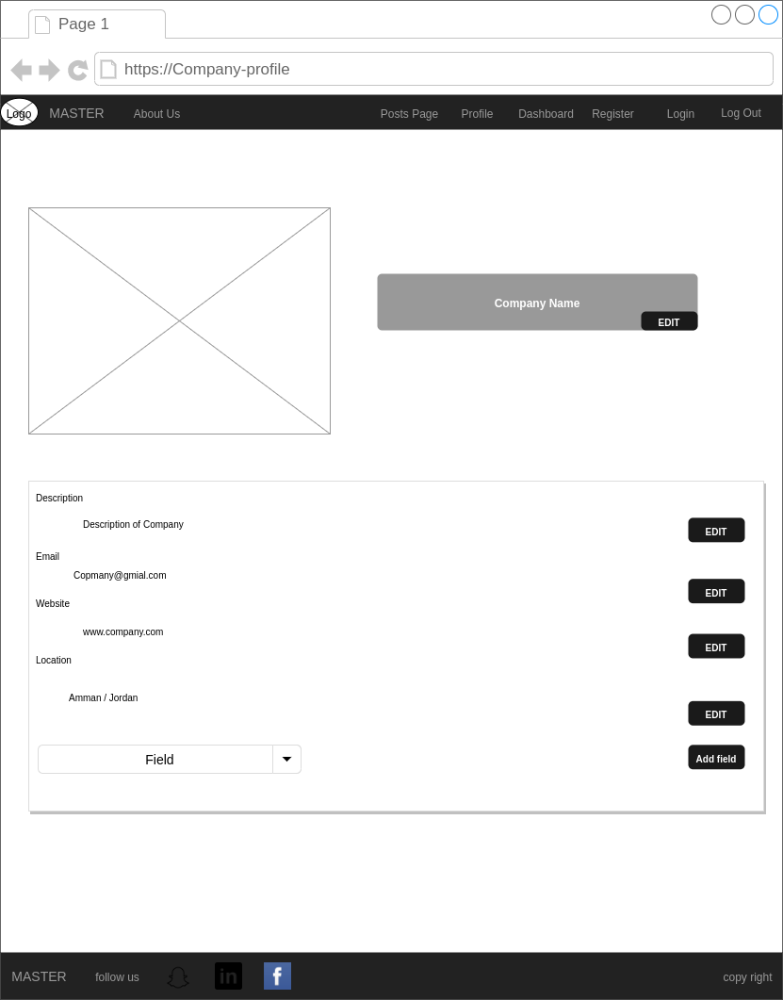 Page 1
https://Company-profile
Logo MASTER About Us Posts Page Profile Dashboard Register Login Log Out
Company Name
EDIT
Description
Description of Company
EDIT
Email
Copmany@gmial.com
EDIT
Website
www.company.com
EDIT
Location
Amman / Jordan
EDIT
Field
Add field
MASTER follow us in f copy right